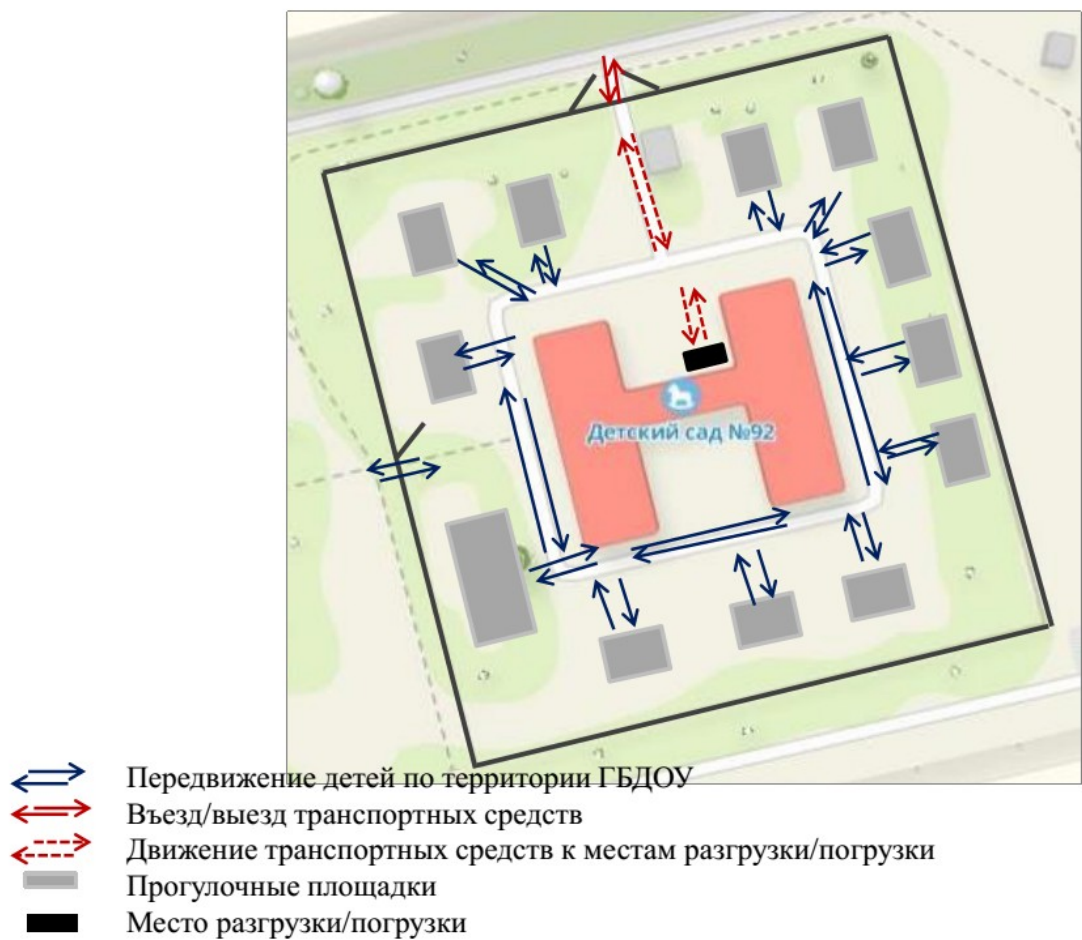 Детский сад №92
Передвижение детей по территории ГБДОУ
Въезд/выезд транспортных средств
Движение транспортных средств к местам разгрузки/погрузки
Прогулочные площадки
Место разгрузки/погрузки